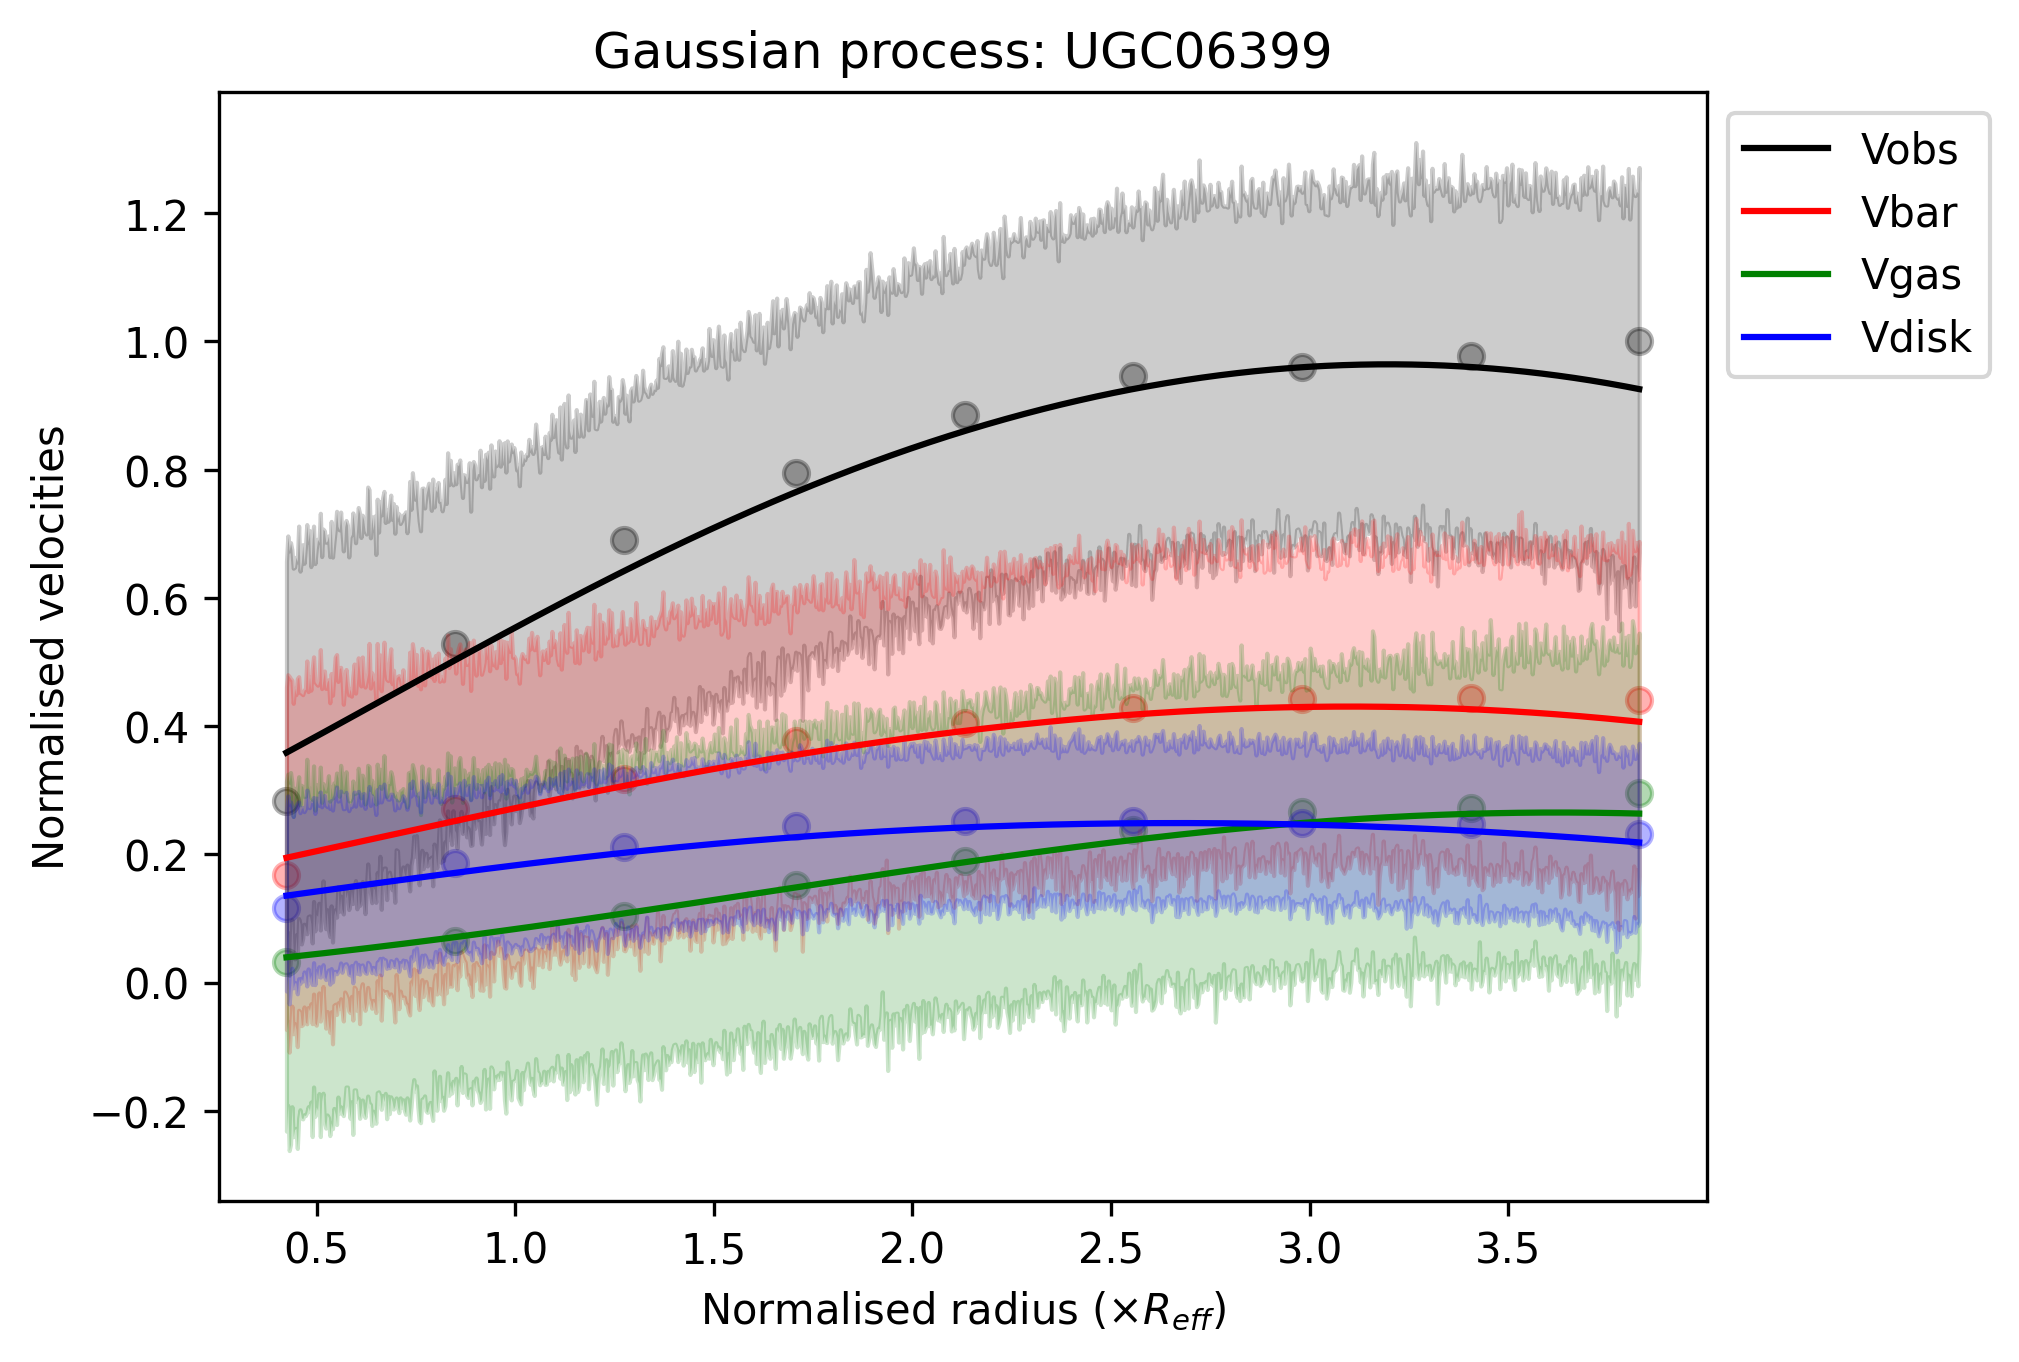 Gaussian process: UGC06399
Vobs
Vbar
Vgas
Vdisk
Normalised velocities
1.2
1.0
0.8
0.6
0.4
0.2
0.0
−0.2
0.5 1.0 1.5 2.0 2.5 3.0 3.5
Normalised radius (×R_eff)